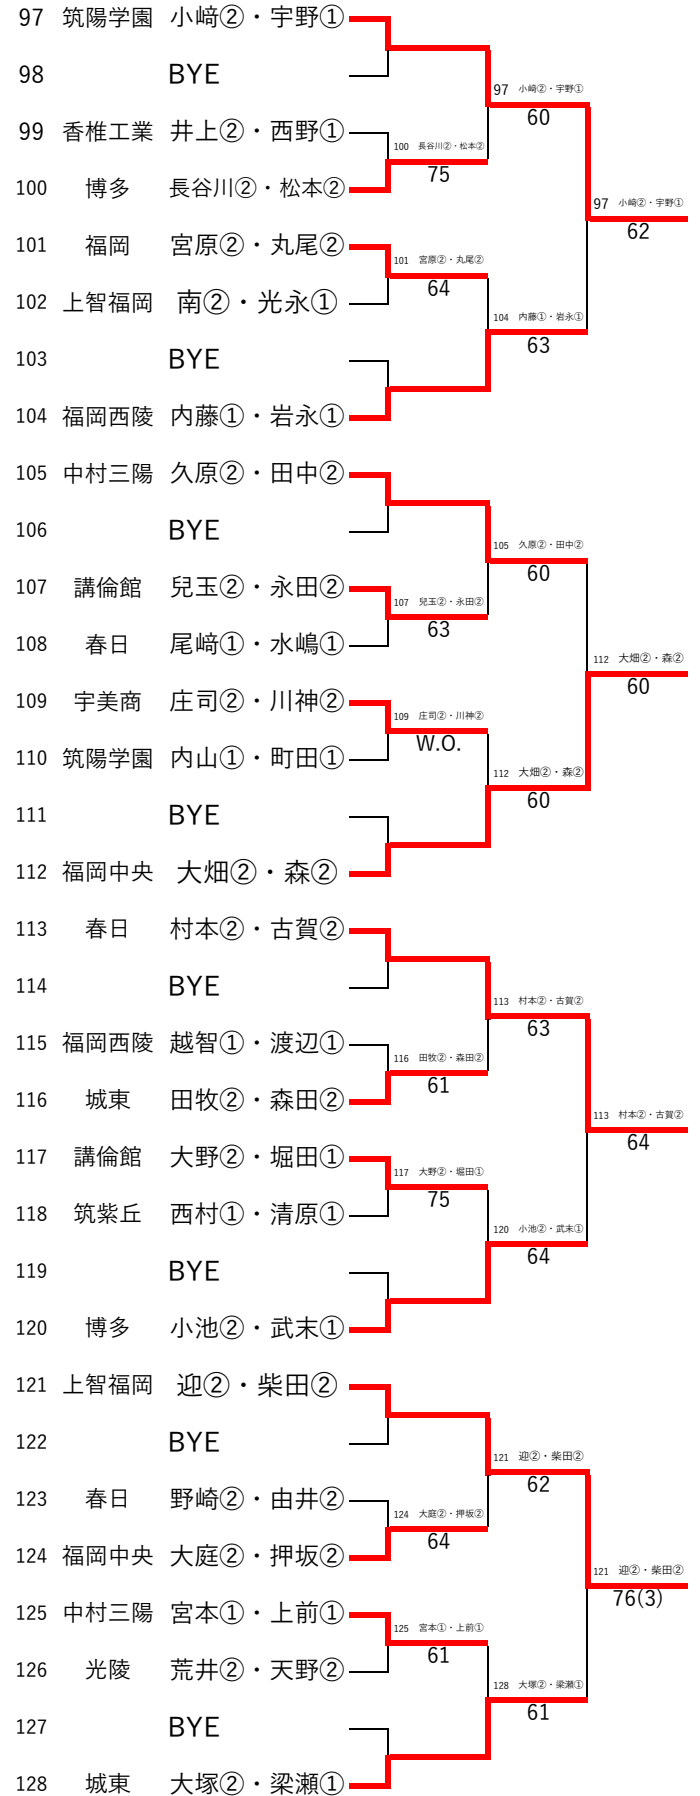 97 筑陽学園 小﨑②・宇野①
97 小﨑②・宇野①
98 BYE
60
99 香椎工業 井上②・西野①
100 長谷川②・松本②
75
100 博多 長谷川②・松本②
97 小﨑②・宇野①
62
101 福岡 宮原②・丸尾②
101 宮原②・丸尾②
64
102 上智福岡 南②・光永①
104 内藤①・岩永①
63
103 BYE
104 福岡西陵 内藤①・岩永①
105 中村三陽 久原②・田中②
106 BYE
105 久原②・田中②
60
107 講倫館 兒玉②・永田②
107 兒玉②・永田②
63
108 春日 尾﨑①・水嶋①
112 大畑②・森②
60
109 宇美商 庄司②・川神②
109 庄司②・川神②
W.O.
110 筑陽学園 内山①・町田①
112 大畑②・森②
60
111 BYE
112 福岡中央 大畑②・森②
113 春日 村本②・古賀②
114 BYE
113 村本②・古賀②
63
115 福岡西陵 越智①・渡辺①
116 田牧②・森田②
61
116 城東 田牧②・森田②
113 村本②・古賀②
64
117 講倫館 大野②・堀田①
117 大野②・堀田①
75
118 筑紫丘 西村①・清原①
120 小池②・武末①
64
119 BYE
120 博多 小池②・武末①
121 上智福岡 迎②・柴田②
122 BYE
121 迎②・柴田②
62
123 春日 野崎②・由井②
124 大庭②・押坂②
64
124 福岡中央 大庭②・押坂②
121 迎②・柴田②
76(3)
125 中村三陽 宮本①・上前①
125 宮本①・上前①
61
126 光陵 荒井②・天野②
128 大塚②・梁瀬①
61
127 BYE
128 城東 大塚②・梁瀬①